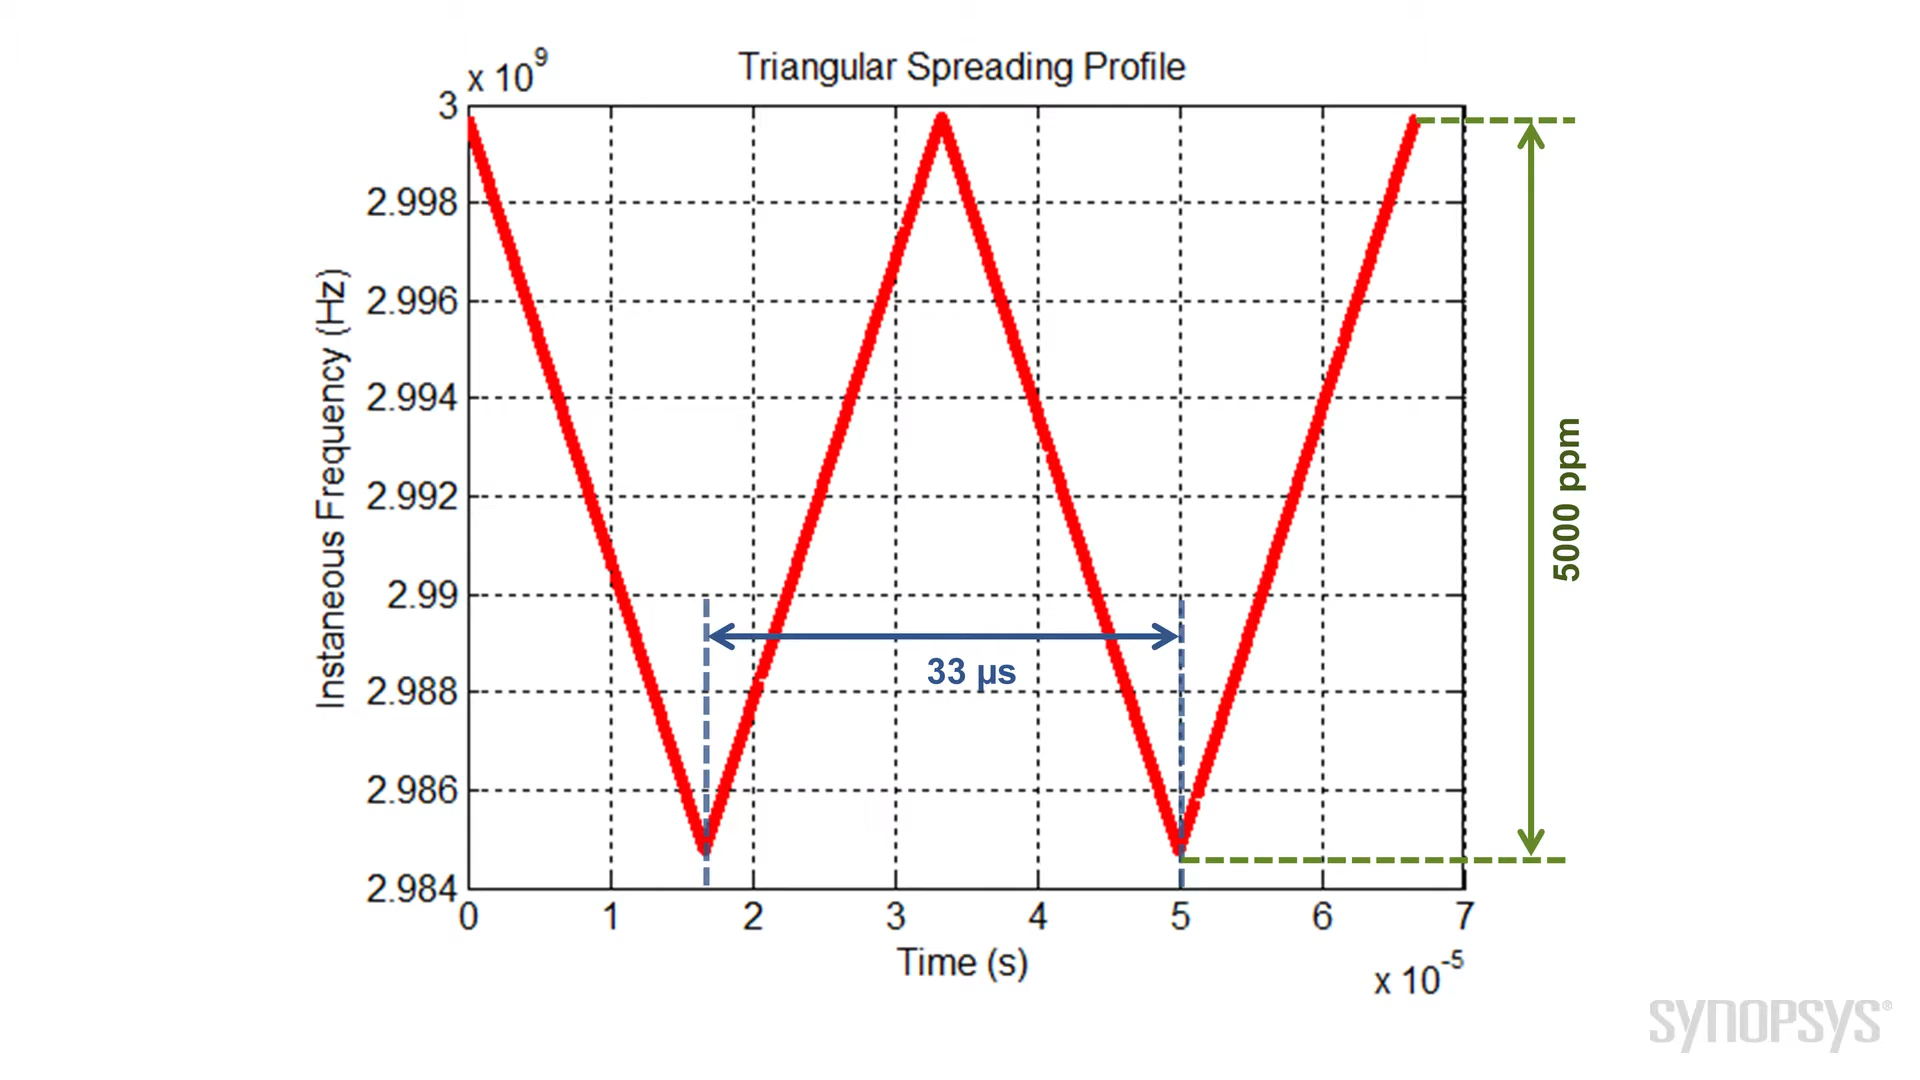 Triangular Spreading Profile
x 10^9
3
2.998
2.996
2.994
2.992
2.99
2.988
2.986
2.984
Instantaneous Frequency (Hz)
33 µs
5000 ppm
0 1 2 3 4 5 6 7
Time (s)
x 10^-5
SYNOPSYS®